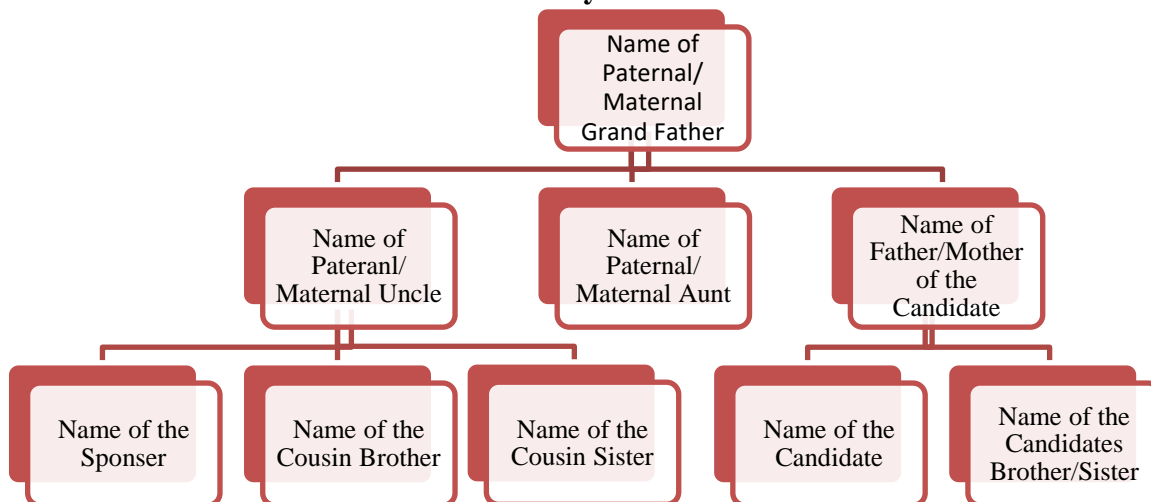 Name of
Paternal/
Maternal
Grand Father
Name of
Pateranl/
Maternal Uncle
Name of
Paternal/
Maternal Aunt
Name of
Father/Mother
of the
Candidate
Name of the
Sponser
Name of the
Cousin Brother
Name of the
Cousin Sister
Name of the
Candidate
Name of the
Candidates
Brother/Sister